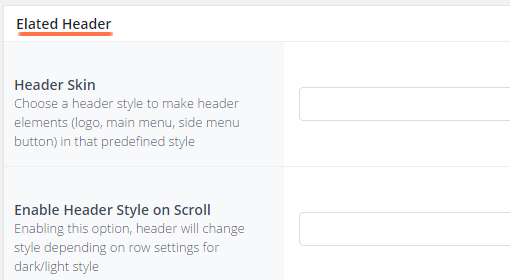 Elated Header
Header Skin
Choose a header style to make header
elements (logo, main menu, side menu
button) in that predefined style
Enable Header Style on Scroll
Enabling this option, header will change
style depending on row settings for
dark/light style